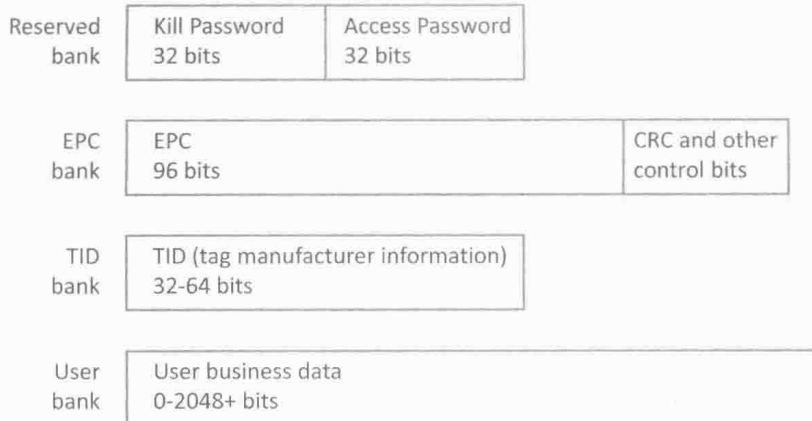 Reserved bank
Kill Password
32 bits
Access Password
32 bits
EPC bank
EPC
96 bits
CRC and other
control bits
TID bank
TID (tag manufacturer information)
32-64 bits
User bank
User business data
0-2048+ bits